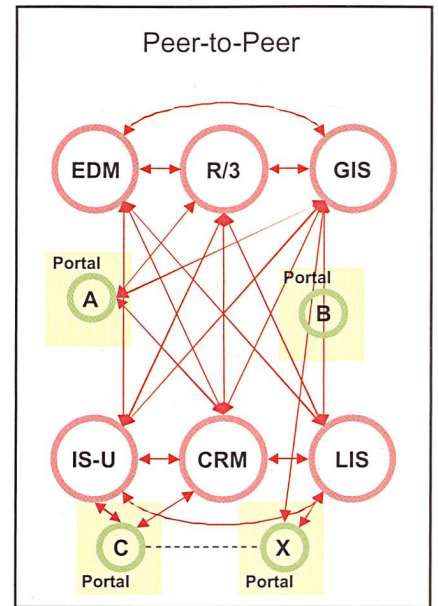 Peer-to-Peer
EDM
R/3
GIS
Portal
A
Portal
B
IS-U
CRM
LIS
C
X
Portal
Portal